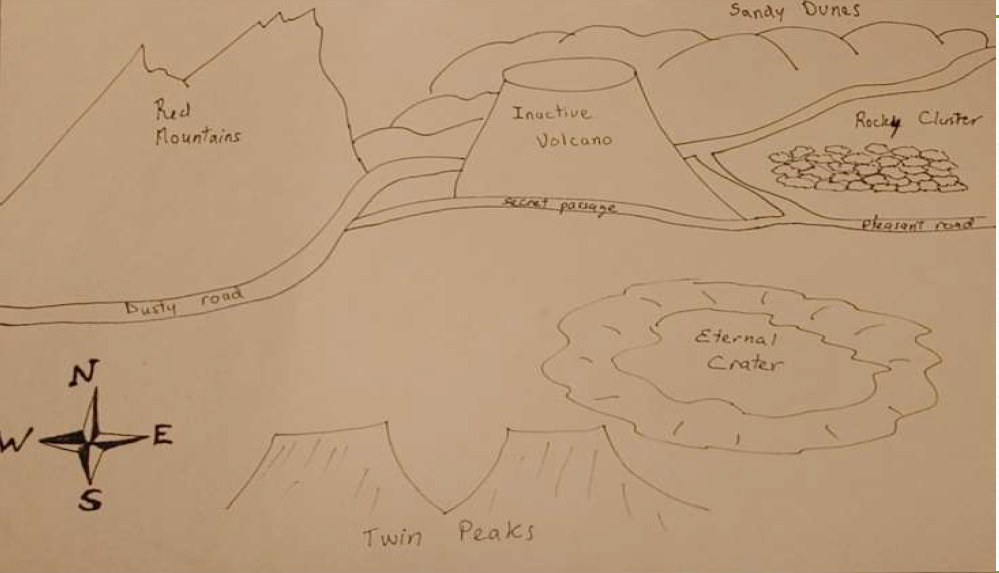 Sandy Dunes
Red
Mountains
Inactive
Volcano
Rocky Cluster
secret passage
pleasant road
Dusty road
Eternal
Crater
N
W E
S
Twin Peaks